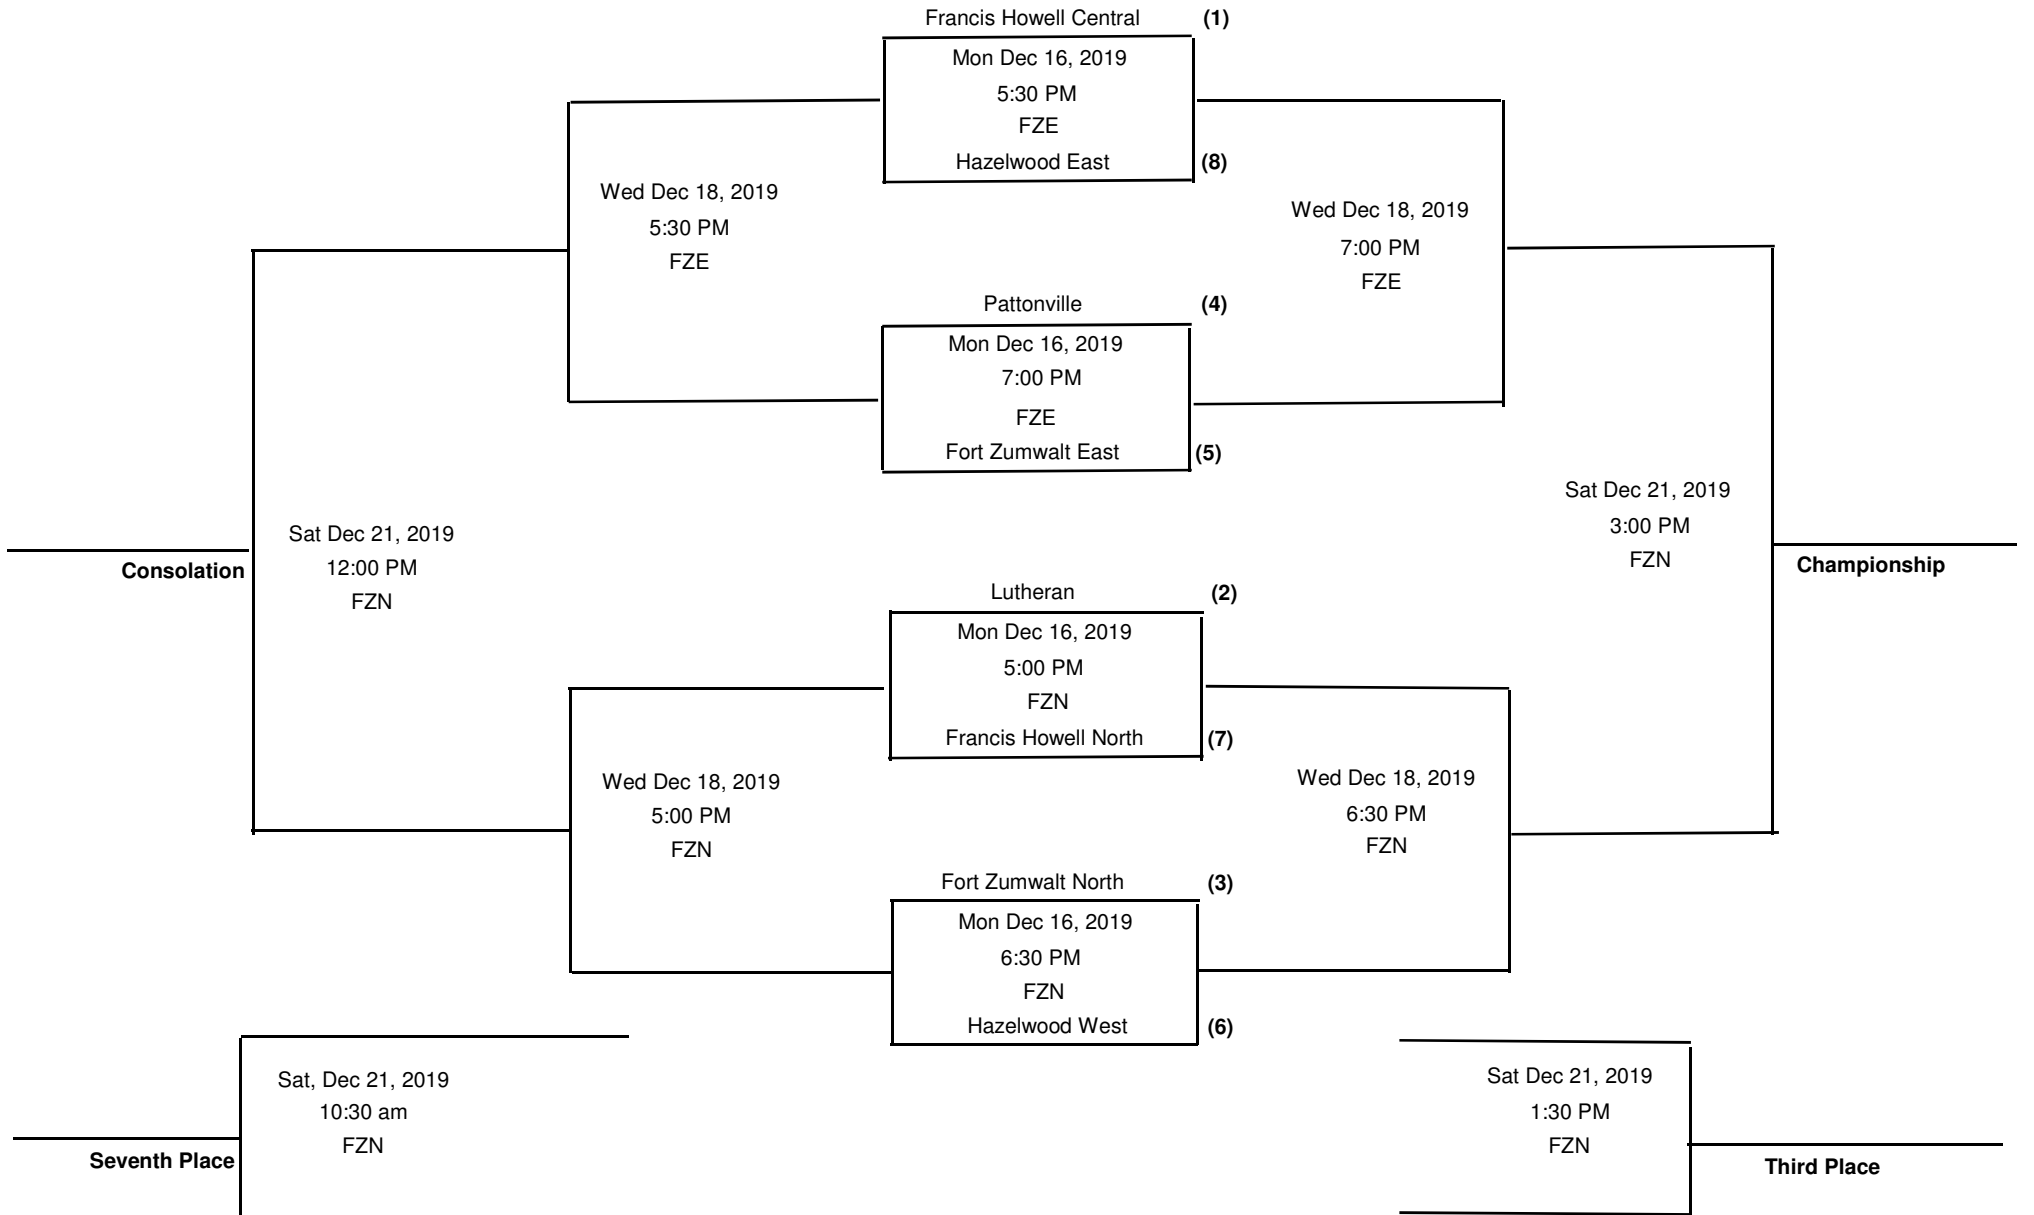 Francis Howell Central (1)
Mon Dec 16, 2019
5:30 PM
FZE
Hazelwood East (8)
Wed Dec 18, 2019
5:30 PM
FZE
Wed Dec 18, 2019
7:00 PM
FZE
Pattonville (4)
Mon Dec 16, 2019
7:00 PM
FZE
Fort Zumwalt East (5)
Sat Dec 21, 2019
12:00 PM
FZN
Consolation
Sat Dec 21, 2019
3:00 PM
FZN
Championship
Lutheran (2)
Mon Dec 16, 2019
5:00 PM
FZN
Francis Howell North (7)
Wed Dec 18, 2019
5:00 PM
FZN
Wed Dec 18, 2019
6:30 PM
FZN
Fort Zumwalt North (3)
Mon Dec 16, 2019
6:30 PM
FZN
Hazelwood West (6)
Sat, Dec 21, 2019
10:30 am
FZN
Seventh Place
Sat Dec 21, 2019
1:30 PM
FZN
Third Place